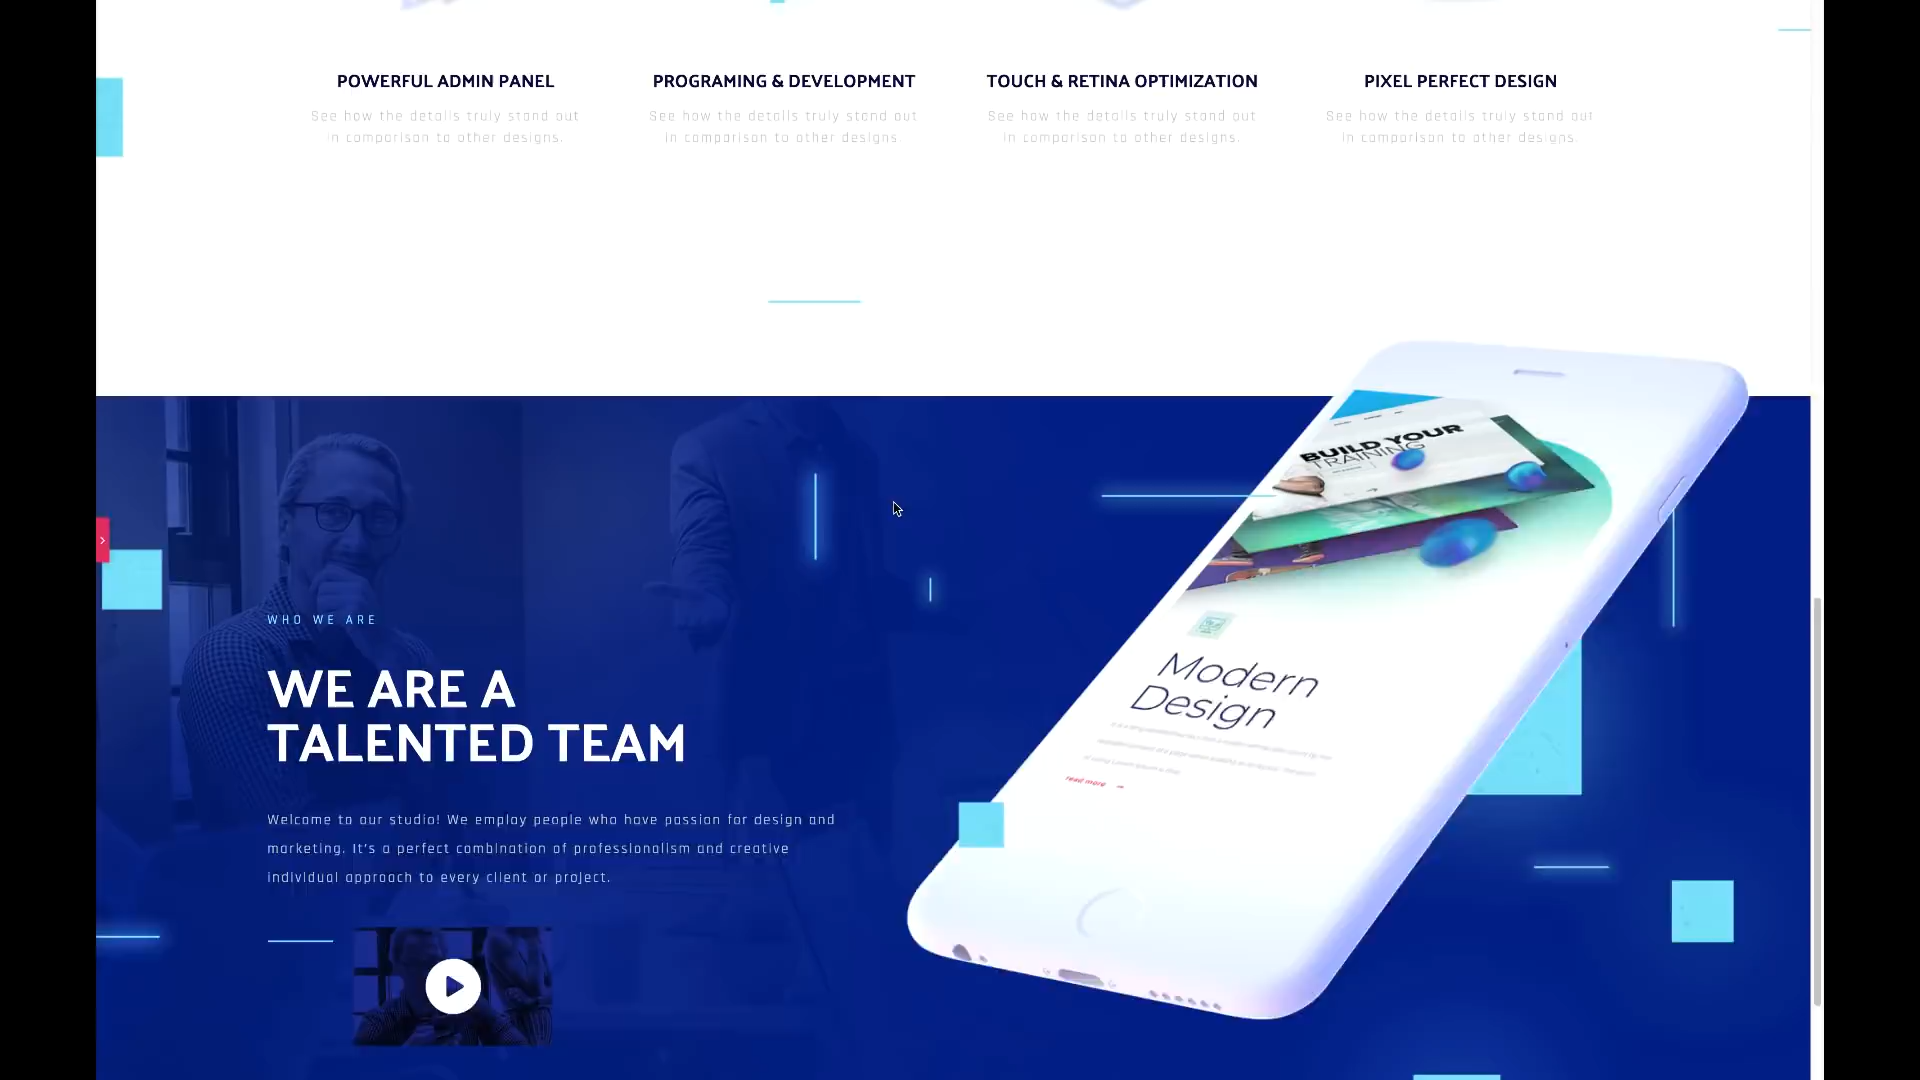 POWERFUL ADMIN PANEL
See how the details truly stand out
in comparison to other designs.
PROGRAMING & DEVELOPMENT
See how the details truly stand out
in comparison to other designs.
TOUCH & RETINA OPTIMIZATION
See how the details truly stand out
in comparison to other designs.
PIXEL PERFECT DESIGN
See how the details truly stand out
in comparison to other designs.
WHO WE ARE
WE ARE A
TALENTED TEAM
Welcome to our studio! We employ people who have passion for design and
marketing. It's a perfect combination of professionalism and creative
individual approach to every client or project.
BUILD YOUR
TRAINING
Modern
Design
read more